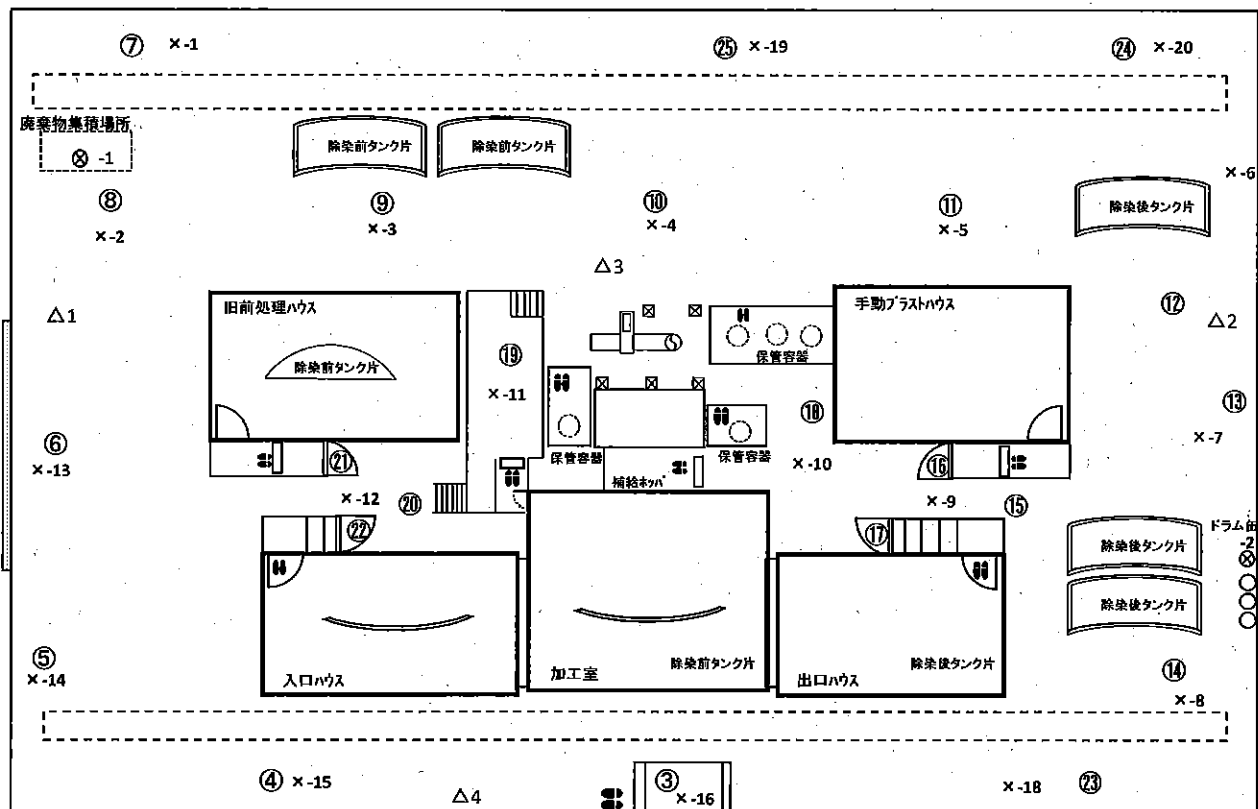 ⑦ ×-1
㉕ ×-19
㉔ ×-20
廃棄物集積場所
⊗ -1
除染前タンク片
除染前タンク片
×-6
除染後タンク片
⑧
×-2
⑨
×-3
⑩
×-4
⑪
×-5
△1
△3
⑫
△2
旧前処理ハウス
除染前タンク片
⑲
×-11
保管容器
手動ブラストハウス
⑱
⑬
×-7
⑥
×-13
㉑
保管容器
保管容器
×-10
⑯
補給ホッパ
×-12
⑳
×-9
⑮
㉒
⑰
除染後タンク片
ドラム缶
-2
除染後タンク片
⑤
×-14
入口ハウス
加工室
除染前タンク片
出口ハウス
除染後タンク片
⑭
×-8
④ ×-15
△4
③
×-16
×-18
㉓